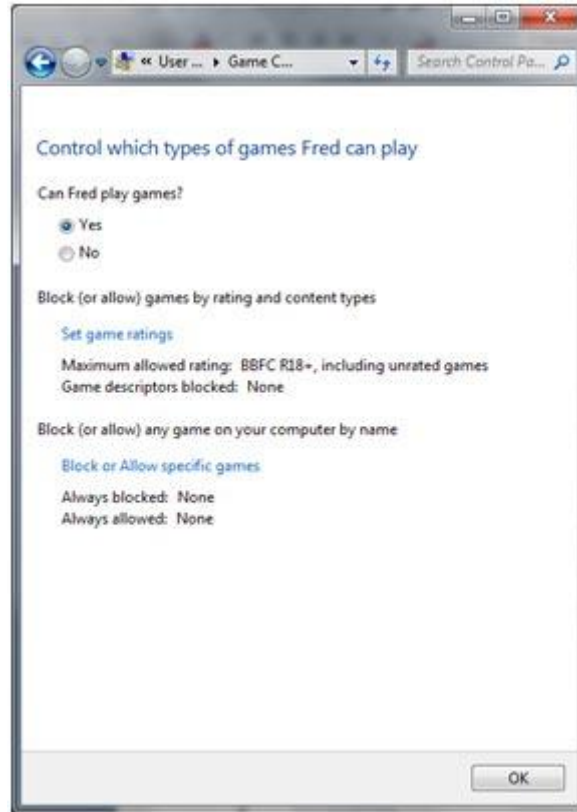 « User ... ▸ Game C...
Search Control Pa...
Control which types of games Fred can play
Can Fred play games?
Yes
No
Block (or allow) games by rating and content types
Set game ratings
Maximum allowed rating: BBFC R18+, including unrated games
Game descriptors blocked: None
Block (or allow) any game on your computer by name
Block or Allow specific games
Always blocked: None
Always allowed: None
OK